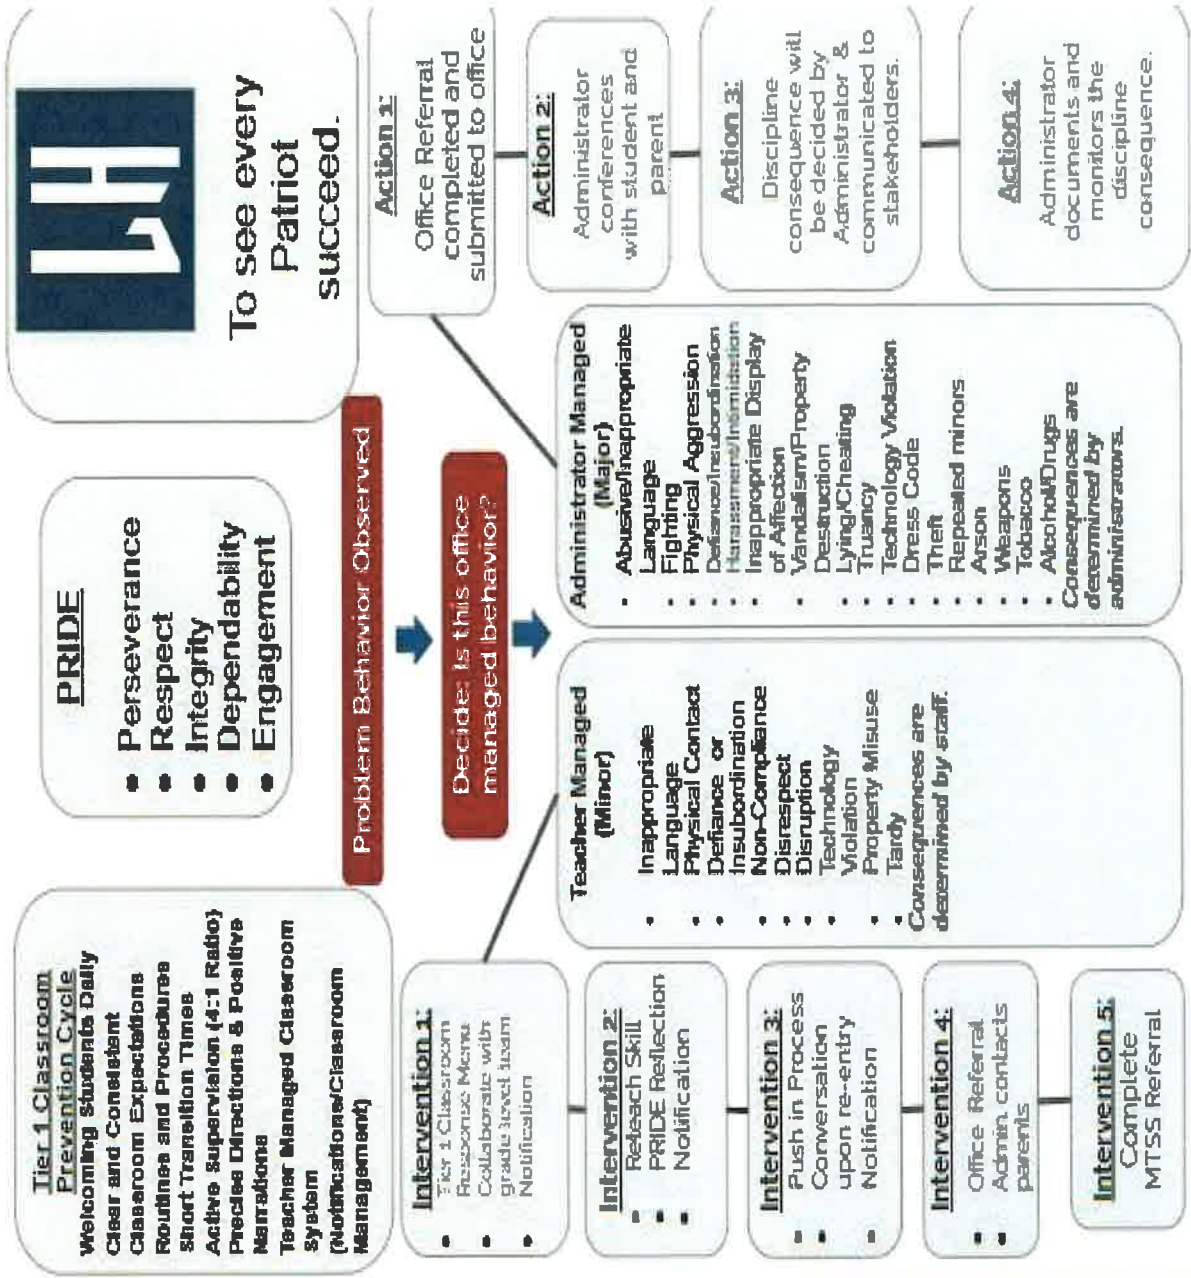 Tier 1 Classroom
Prevention Cycle
Welcoming Students Daily
Clear and Consistent
Classroom Expectations
Routines and Procedures
Short Transition Times
Active Supervision (4:1 Ratio)
Precise Directions & Positive
Narrations
Teacher Managed Classroom
System
(Notifications/Classroom
Management)
PRIDE
• Perseverance
• Respect
• Integrity
• Dependability
• Engagement
H1
To see every
Patriot
succeed.
Problem Behavior Observed
Decide: Is this office
managed behavior?
Intervention 1:
• Tier 1 Classroom
Response Menu
• Collaborate with
grade level team
• Notification
Intervention 2:
• Reteach Skill
• PRIDE Reflection
• Notification
Intervention 3:
• Push in Process
• Conversation
upon re-entry
• Notification
Intervention 4:
• Office Referral
• Admin contacts
parents
Intervention 5:
Complete
MTSS Referral
Teacher Managed
(Minor)
• Inappropriate
Language
• Physical Contact
• Defiance or
Insubordination
• Non-Compliance
• Disrespect
• Disruption
• Technology
Violation
• Property Misuse
• Tardy
Consequences are
determined by staff.
Administrator Managed
(Major)
• Abusive/Inappropriate
Language
• Fighting
• Physical Aggression
• Defiance/Insubordination
• Harassment/Intimidation
• Inappropriate Display
of Affection
• Vandalism/Property
Destruction
• Lying/Cheating
• Truancy
• Technology Violation
• Dress Code
• Theft
• Repeated minors
• Arson
• Weapons
• Tobacco
• Alcohol/Drugs
Consequences are
determined by
administrators.
Action 1:
Office Referral
completed and
submitted to office
Action 2:
Administrator
conferences
with student and
parent
Action 3:
Discipline
consequence will
be decided by
Administrator &
communicated to
stakeholders.
Action 4:
Administrator
documents and
monitors the
discipline
consequence.